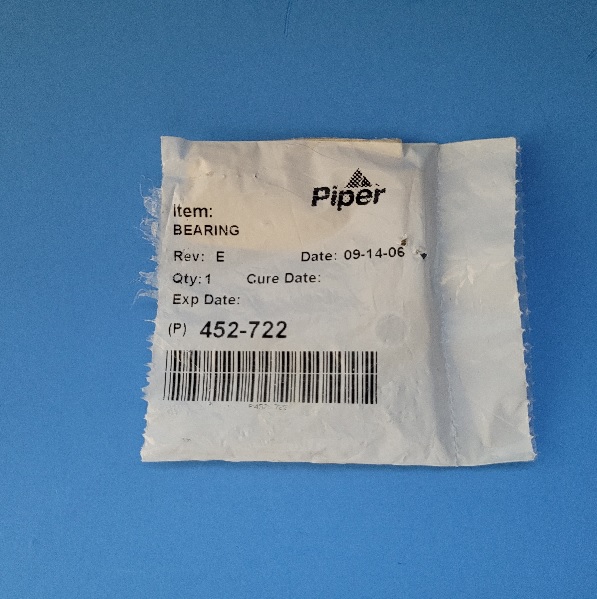 Piper
Item:
BEARING
Rev: E Date: 09-14-06
Qty: 1 Cure Date:
Exp Date:
(P) 452-722